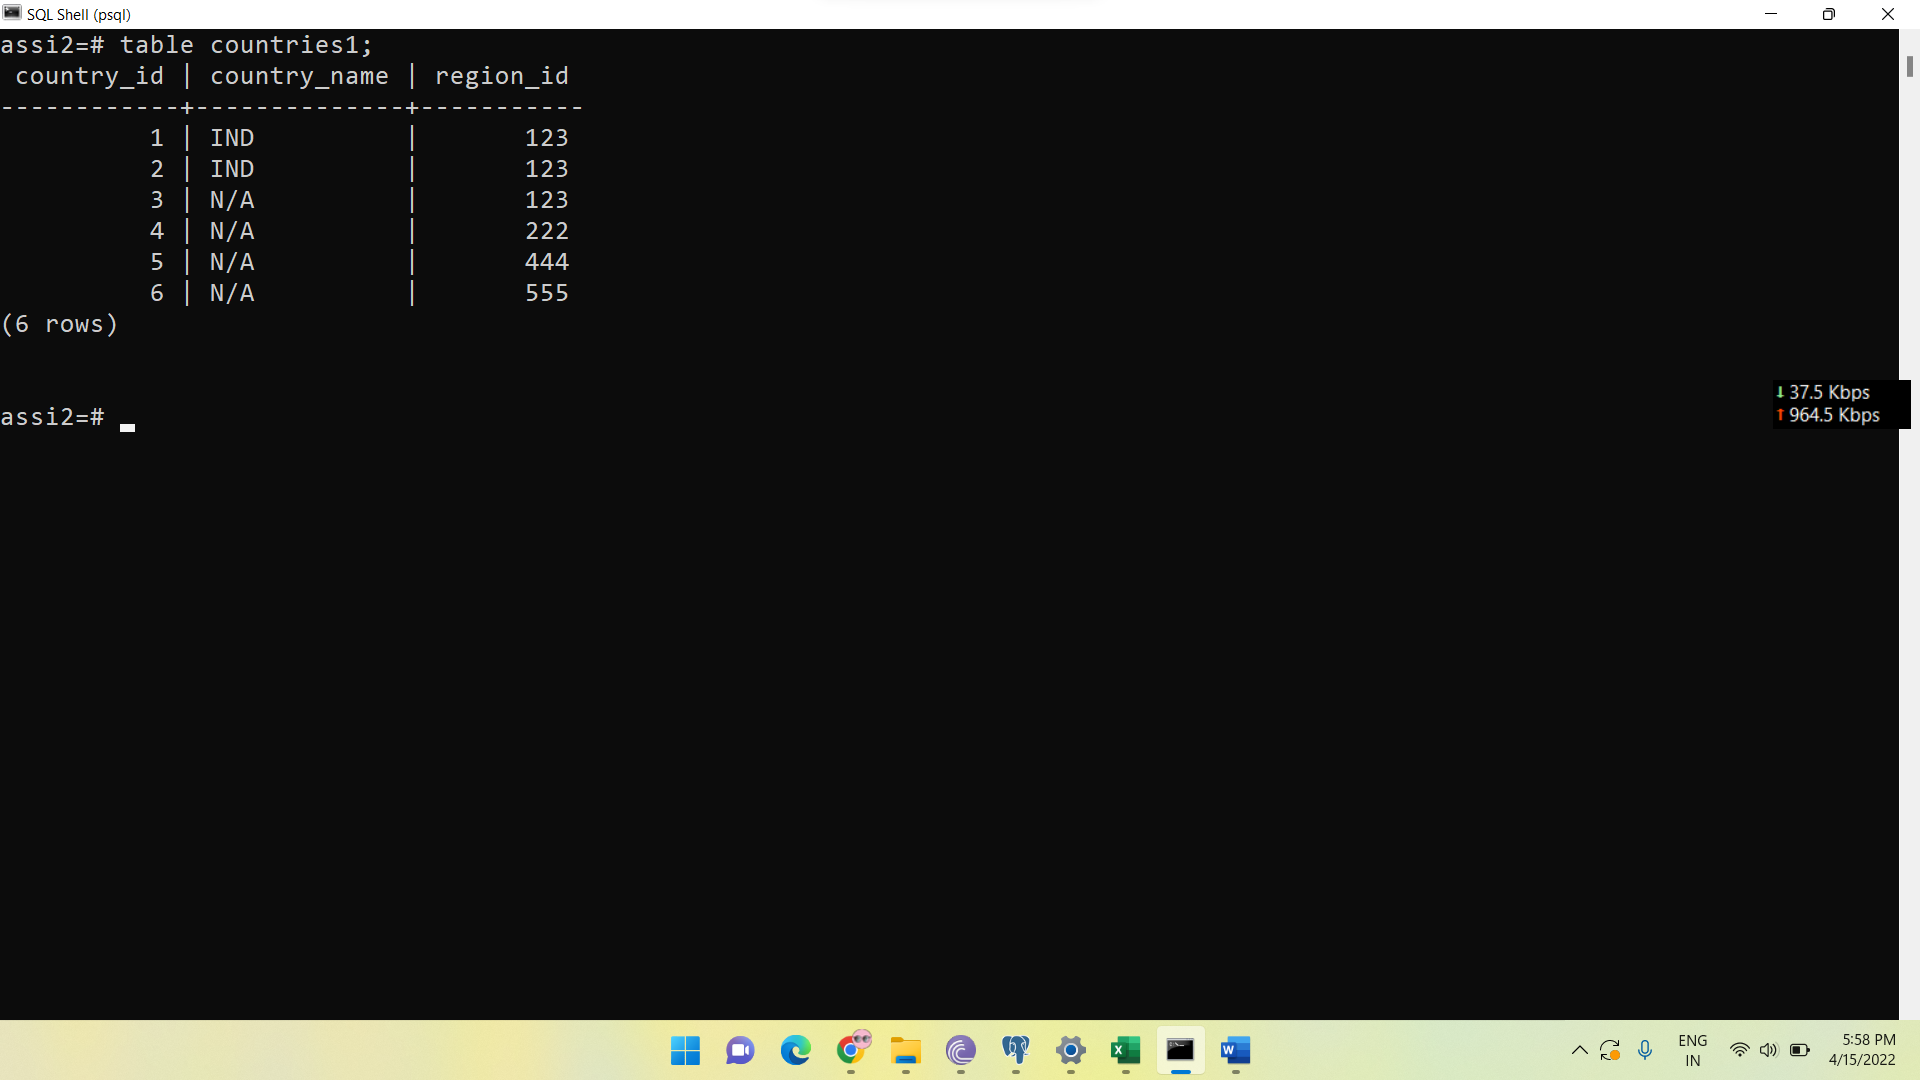 SQL Shell (psql)
assi2=# table countries1;
 country_id | country_name | region_id
------------+--------------+-----------
          1 | IND          |       123
          2 | IND          |       123
          3 | N/A          |       123
          4 | N/A          |       222
          5 | N/A          |       444
          6 | N/A          |       555
(6 rows)
↓ 37.5 Kbps
↑ 964.5 Kbps
assi2=#
ENG
IN
5:58 PM
4/15/2022